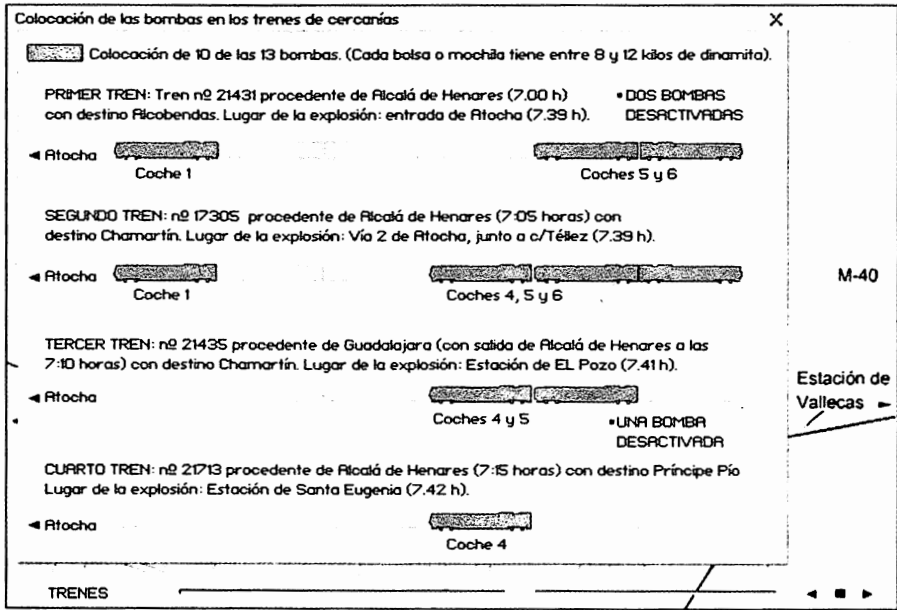 Colocación de las bombas en los trenes de cercanías X
Colocación de 10 de las 13 bombas. (Cada bolsa o mochila tiene entre 8 y 12 kilos de dinamita).
PRIMER TREN: Tren nº 21431 procedente de Alcalá de Henares (7.00 h)
con destino Alcobendas. Lugar de la explosión: entrada de Atocha (7.39 h).
•DOS BOMBAS
DESACTIVADAS
◄ Atocha
Coche 1
Coches 5 y 6
SEGUNDO TREN: nº 17305 procedente de Alcalá de Henares (7:05 horas) con
destino Chamartín. Lugar de la explosión: Vía 2 de Atocha, junto a c/Téllez (7.39 h).
◄ Atocha
Coche 1
Coches 4, 5 y 6
M-40
TERCER TREN: nº 21435 procedente de Guadalajara (con salida de Alcalá de Henares a las
7:10 horas) con destino Chamartín. Lugar de la explosión: Estación de EL Pozo (7.41 h).
◄ Atocha
Coches 4 y 5
•UNA BOMBA
DESACTIVADA
Estación de
Vallecas ►
CUARTO TREN: nº 21713 procedente de Alcalá de Henares (7:15 horas) con destino Príncipe Pío
Lugar de la explosión: Estación de Santa Eugenia (7.42 h).
◄ Atocha
Coche 4
TRENES